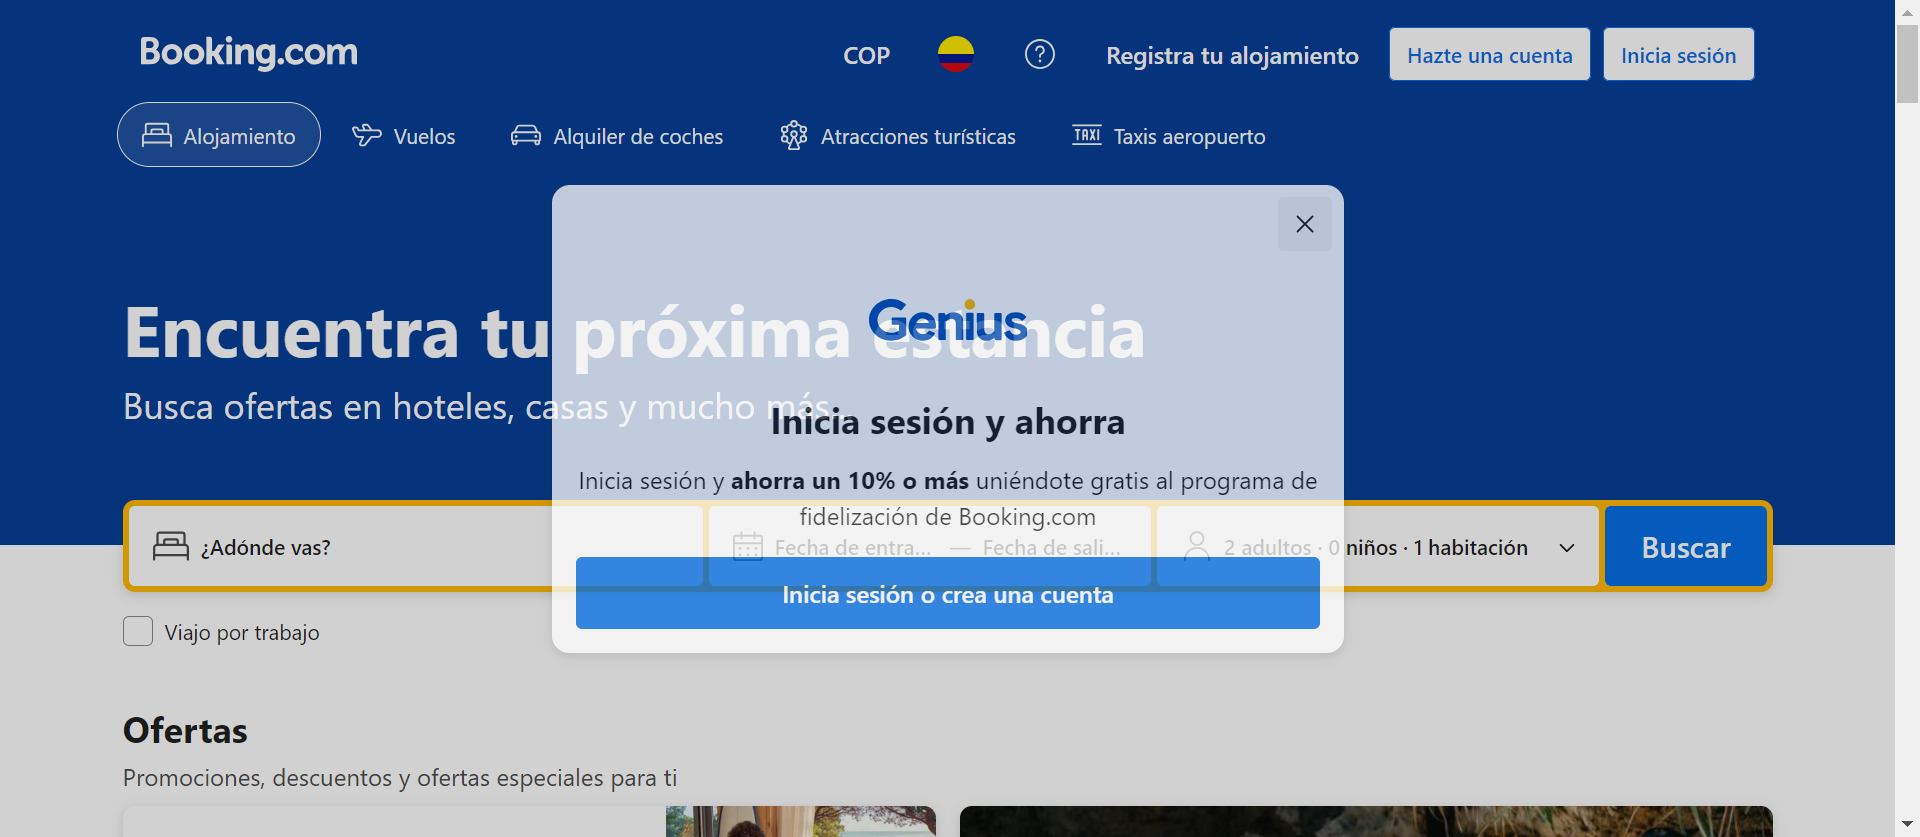 Booking.com
COP
Registra tu alojamiento
Hazte una cuenta
Inicia sesión
Alojamiento
Vuelos
Alquiler de coches
Atracciones turísticas
TAXI
Taxis aeropuerto
Genius
Encuentra tu próxima estancia
Busca ofertas en hoteles, casas y mucho más...
Inicia sesión y ahorra
Inicia sesión y ahorra un 10% o más uniéndote gratis al programa de
fidelización de Booking.com
¿Adónde vas?
Fecha de entra... — Fecha de sali...
2 adultos · 0 niños · 1 habitación
Buscar
Inicia sesión o crea una cuenta
Viajo por trabajo
Ofertas
Promociones, descuentos y ofertas especiales para ti